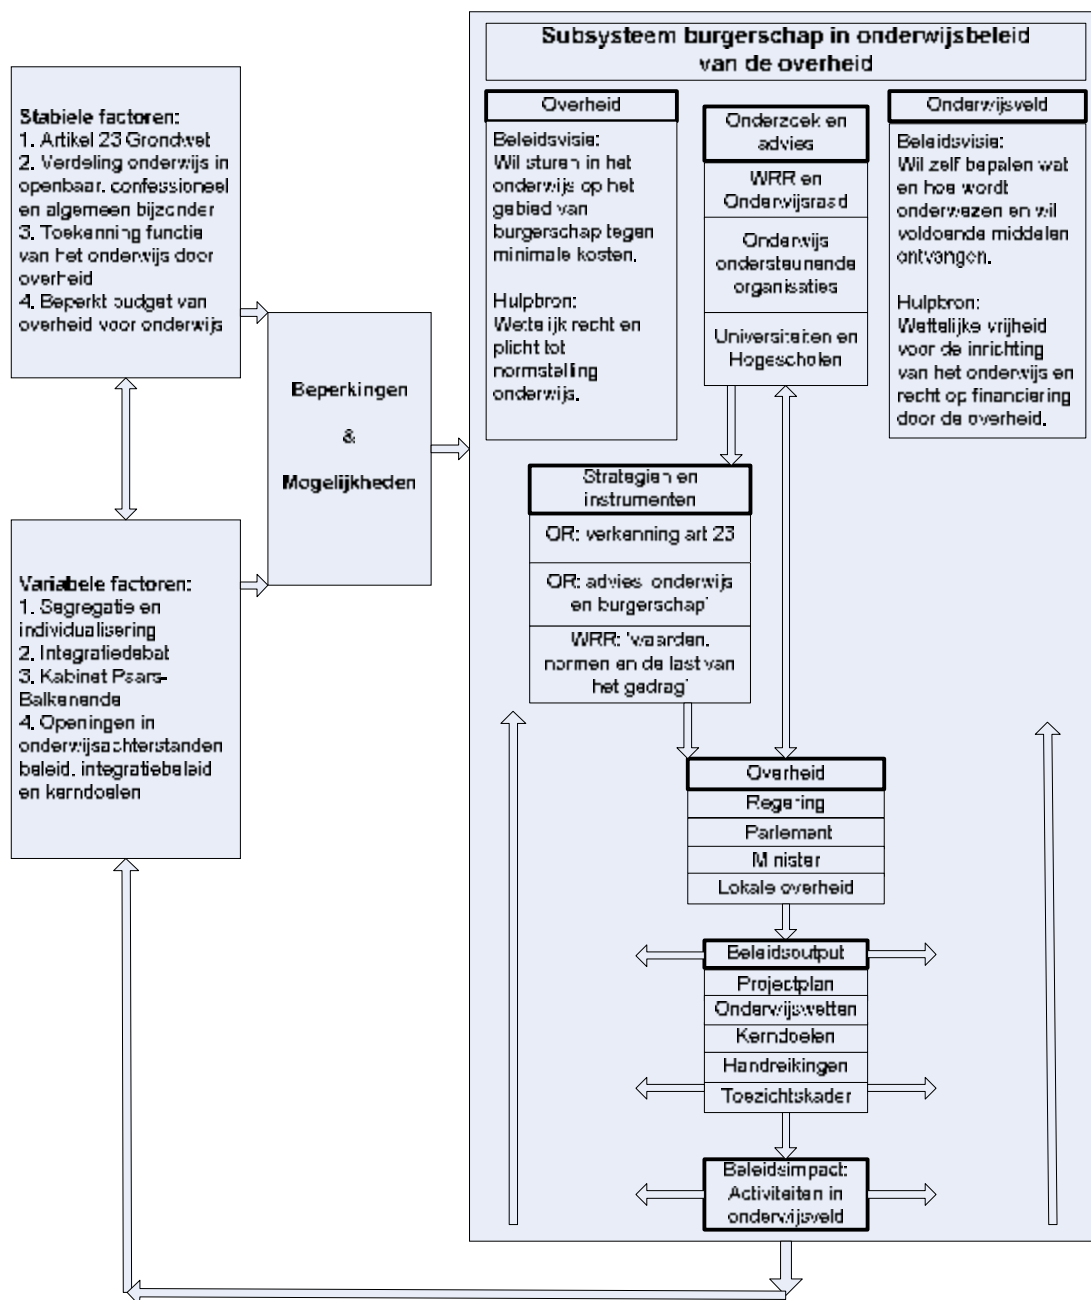 Subsysteem burgerschap in onderwijsbeleid
van de overheid
Stabiele factoren:
1. Artikel 23 Grondwet
2. Verdeling onderwijs in
openbaar, confessioneel
en algemeen bijzonder
3. Toekenning functie
van het onderwijs door
overheid
4. Beperkt budget van
overheid voor onderwijs
Variabele factoren:
1. Segregatie en
individualisering
2. Integratiedebat
3. Kabinet Paars-
Balkenende
4. Openingen in
onderwijsachterstanden
beleid, integratiebeleid
en kerndoelen
Beperkingen
&
Mogelijkheden
Overheid
Beleidsvisie:
Wil sturen in het
onderwijs op het
gebied van
burgerschap tegen
minimale kosten.
Hulpbron:
Wettelijk recht en
plicht tot
normstelling
onderwijs.
Onderzoek en
advies
WRR en
Onderwijsraad
Onderwijs
ondersteunende
organisaties
Universiteiten en
Hogescholen
Onderwijsveld
Beleidsvisie:
Wil zelf bepalen wat
en hoe wordt
onderwezen en wil
voldoende middelen
ontvangen.
Hulpbron:
Wettelijke vrijheid
voor de inrichting
van het onderwijs en
recht op financiering
door de overheid.
Strategien en
instrumenten
OR: verkenning art 23
OR: advies 'onderwijs
en burgerschap'
WRR: 'waarden,
normen en de last van
het gedrag'
Overheid
Regering
Parlement
Minister
Lokale overheid
Beleidsoutput
Projectplan
Onderwijswetten
Kerndoelen
Handreikingen
Toezichtskader
Beleidsimpact:
Activiteiten in
onderwijsveld